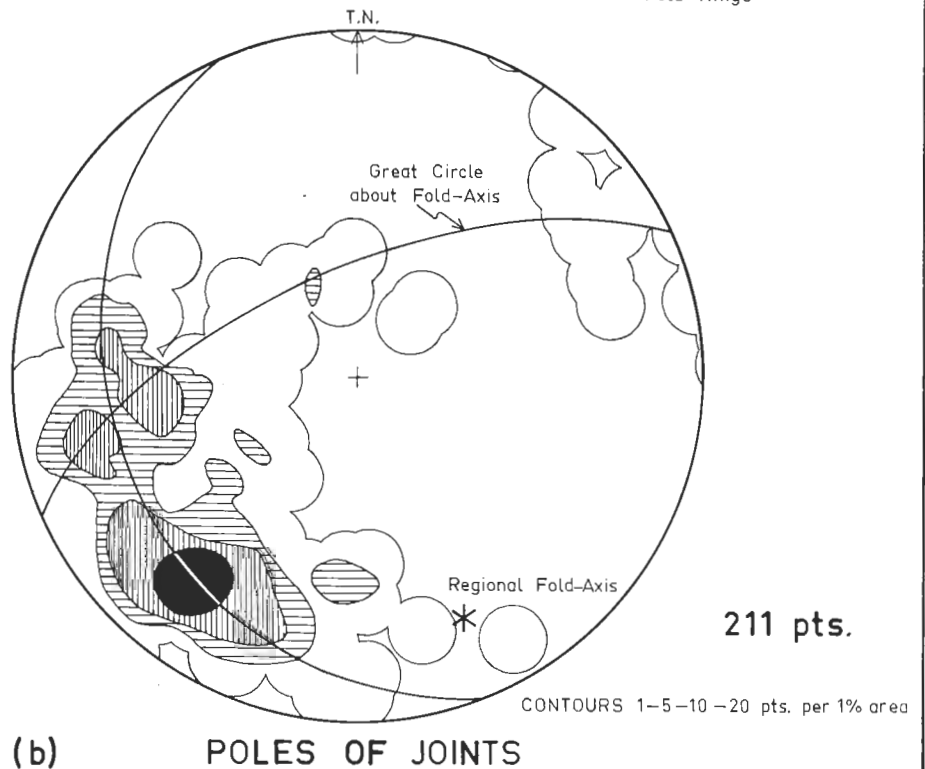 T.N.
Great Circle
about Fold-Axis
Regional Fold-Axis
211 pts.
CONTOURS 1-5-10-20 pts. per 1% area
(b) POLES OF JOINTS